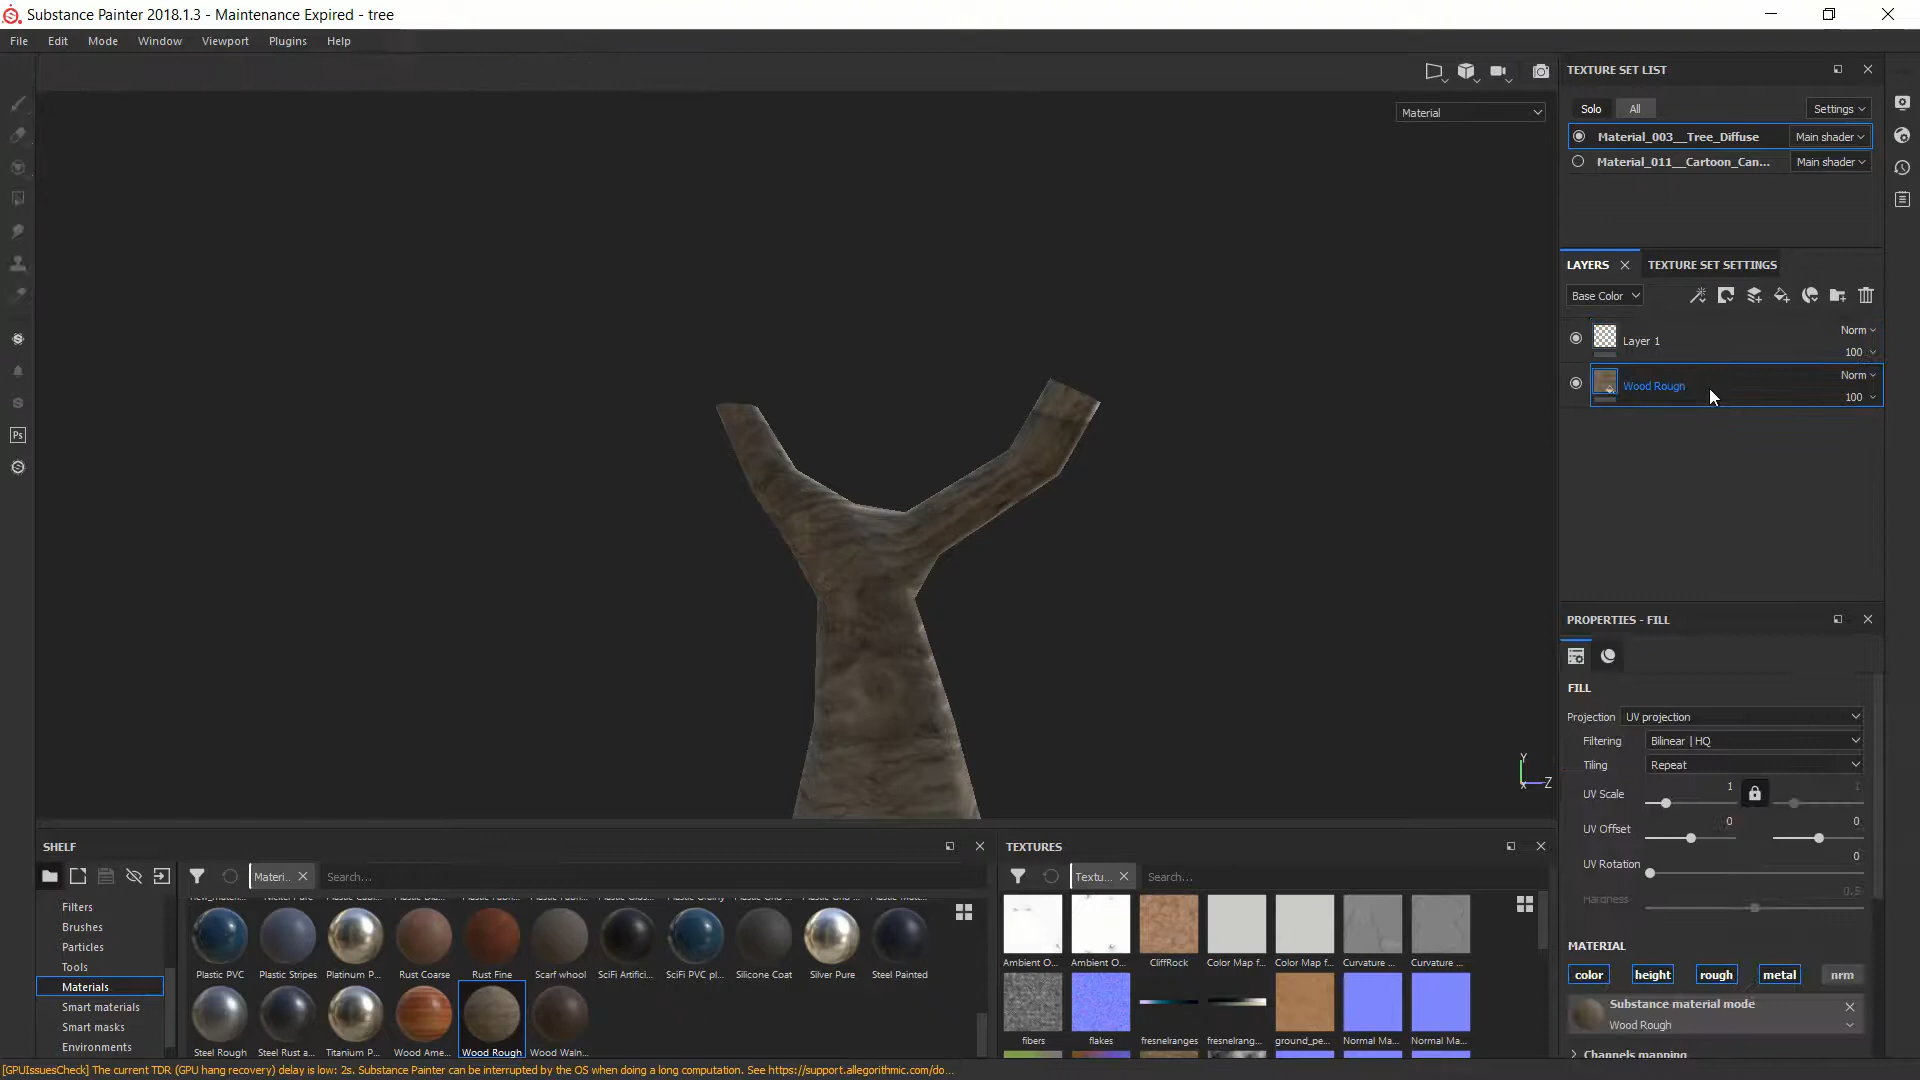 Substance Painter 2018.1.3 - Maintenance Expired - tree
File Edit Mode Window Viewport Plugins Help
Material
TEXTURE SET LIST
Solo All Settings
Material_003__Tree_Diffuse Main shader
Material_011__Cartoon_Can... Main shader
LAYERS TEXTURE SET SETTINGS
Base Color
Norm
Layer 1
100
Norm
Wood Rough
100
PROPERTIES - FILL
FILL
Projection UV projection
Filtering Bilinear | HQ
Tiling Repeat
UV Scale 1 1
UV Offset 0 0
UV Rotation 0
Hardness 0.5
MATERIAL
color height rough metal nrm
Substance material mode
Wood Rough
Channels mapping
Y
Z
X
SHELF
Materi... Search...
Filters
Brushes
Particles
Tools
Materials
Smart materials
Smart masks
Environments
Plastic PVC Plastic Stripes Platinum P... Rust Coarse Rust Fine Scarf whool SciFi Artifici... SciFi PVC pl... Silicone Coat Silver Pure Steel Painted
Steel Rough Steel Rust a... Titanium P... Wood Ame... Wood Rough Wood Waln...
TEXTURES
Textu... Search...
Ambient O... Ambient O... CliffRock Color Map f... Color Map f... Curvature ... Curvature ...
fibers flakes fresnelranges fresnelrang... ground_pe... Normal Ma... Normal Ma...
Ps
[GPUIssuesCheck] The current TDR (GPU hang recovery) delay is low: 2s. Substance Painter can be interrupted by the OS when doing a long computation. See https://support.allegorithmic.com/do...